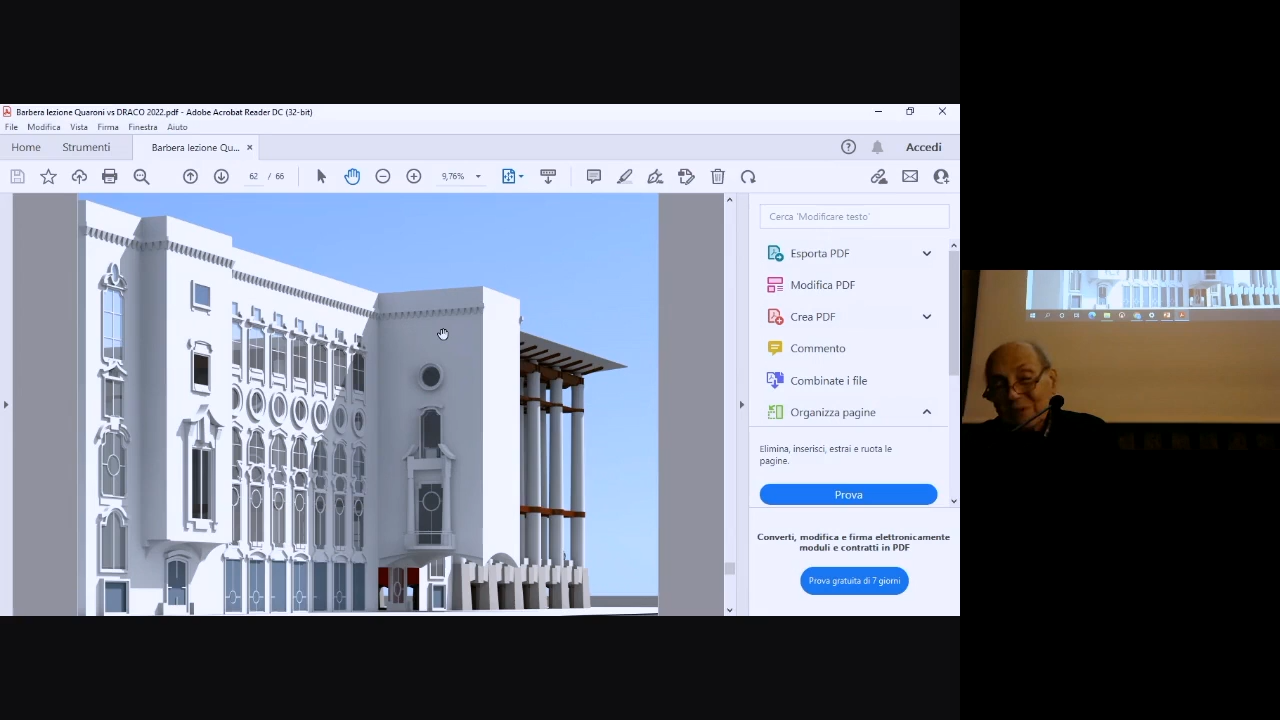 Barbera lezione Quaroni vs DRACO 2022.pdf - Adobe Acrobat Reader DC (32-bit)
File Modifica Vista Firma Finestra Aiuto
Home Strumenti Barbera lezione Qu... × Accedi
62 / 66 9,76%
Cerca 'Modificare testo'
Esporta PDF
Modifica PDF
Crea PDF
Commento
Combinate i file
Organizza pagine
Elimina, inserisci, estrai e ruota le
pagine.
Prova
Converti, modifica e firma elettronicamente
moduli e contratti in PDF
Prova gratuita di 7 giorni